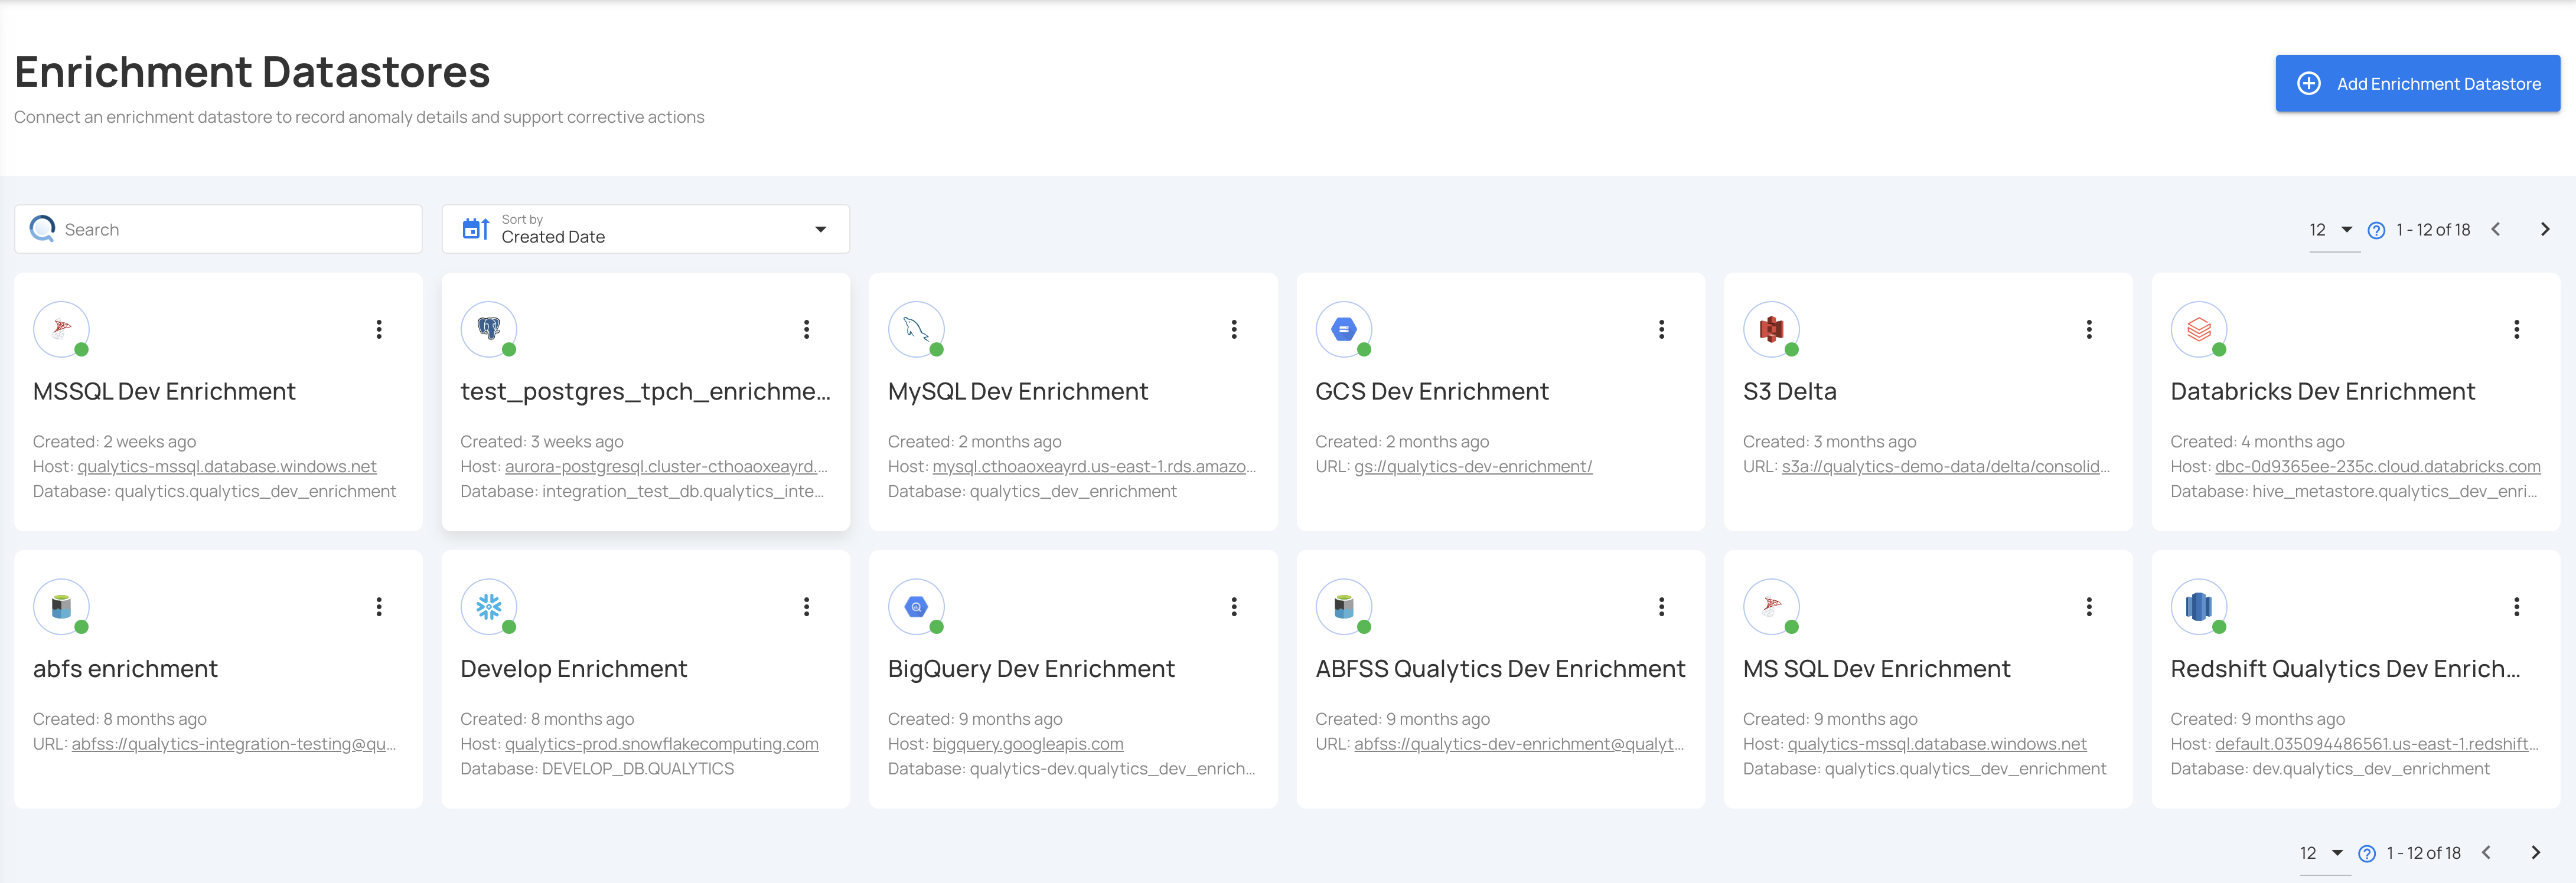 Enrichment Datastores
Connect an enrichment datastore to record anomaly details and support corrective actions
Add Enrichment Datastore
Search
Sort by
Created Date
12
1 - 12 of 18
MSSQL Dev Enrichment
Created: 2 weeks ago
Host: qualytics-mssql.database.windows.net
Database: qualytics.qualytics_dev_enrichment
test_postgres_tpch_enrichme...
Created: 3 weeks ago
Host: aurora-postgresql.cluster-cthoaoxeayrd....
Database: integration_test_db.qualytics_inte...
MySQL Dev Enrichment
Created: 2 months ago
Host: mysql.cthoaoxeayrd.us-east-1.rds.amazo...
Database: qualytics_dev_enrichment
GCS Dev Enrichment
Created: 2 months ago
URL: gs://qualytics-dev-enrichment/
S3 Delta
Created: 3 months ago
URL: s3a://qualytics-demo-data/delta/consolid...
Databricks Dev Enrichment
Created: 4 months ago
Host: dbc-0d9365ee-235c.cloud.databricks.com
Database: hive_metastore.qualytics_dev_enri...
abfs enrichment
Created: 8 months ago
URL: abfss://qualytics-integration-testing@qu...
Develop Enrichment
Created: 8 months ago
Host: qualytics-prod.snowflakecomputing.com
Database: DEVELOP_DB.QUALYTICS
BigQuery Dev Enrichment
Created: 9 months ago
Host: bigquery.googleapis.com
Database: qualytics-dev.qualytics_dev_enrich...
ABFSS Qualytics Dev Enrichment
Created: 9 months ago
URL: abfss://qualytics-dev-enrichment@qualyt...
MS SQL Dev Enrichment
Created: 9 months ago
Host: qualytics-mssql.database.windows.net
Database: qualytics.qualytics_dev_enrichment
Redshift Qualytics Dev Enrich...
Created: 9 months ago
Host: default.035094486561.us-east-1.redshift...
Database: dev.qualytics_dev_enrichment
12
1 - 12 of 18